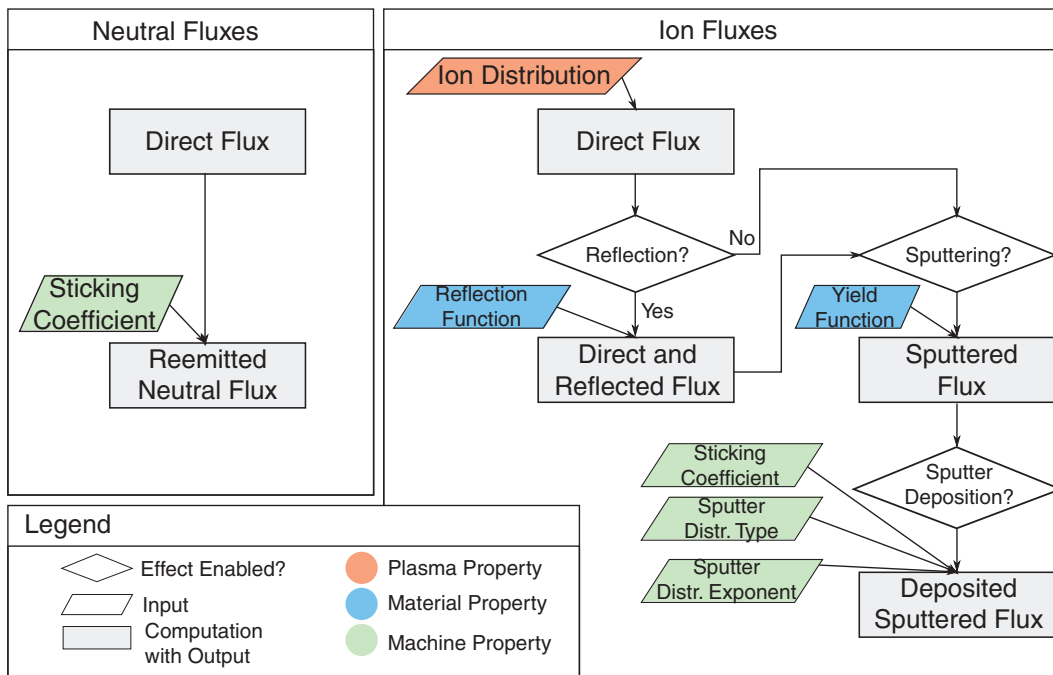 Neutral Fluxes
Direct Flux
Sticking
Coefficient
Reemitted
Neutral Flux
Ion Fluxes
Ion Distribution
Direct Flux
Reflection?
No
Sputtering?
Reflection
Function
Yes
Yield
Function
Direct and
Reflected Flux
Sputtered
Flux
Sticking
Coefficient
Sputter
Deposition?
Sputter
Distr. Type
Sputter
Distr. Exponent
Deposited
Sputtered Flux
Legend
Effect Enabled?
Input
Computation
with Output
Plasma Property
Material Property
Machine Property